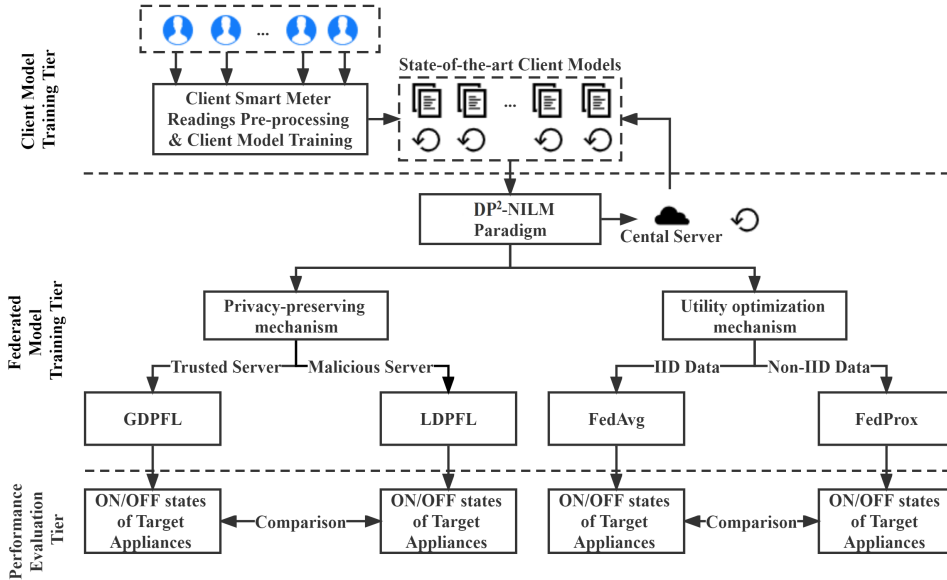 Client Model
Training Tier
...
Client Smart Meter
Readings Pre-processing
& Client Model Training
State-of-the-art Client Models
...
DP²-NILM
Paradigm
Cental Server
Federated
Model
Training Tier
Privacy-preserving
mechanism
Utility optimization
mechanism
Trusted Server
Malicious Server
IID Data
Non-IID Data
GDPFL
LDPFL
FedAvg
FedProx
Performance
Evaluation
Tier
ON/OFF states
of Target
Appliances
Comparison
ON/OFF states
of Target
Appliances
ON/OFF states
of Target
Appliances
Comparison
ON/OFF states
of Target
Appliances